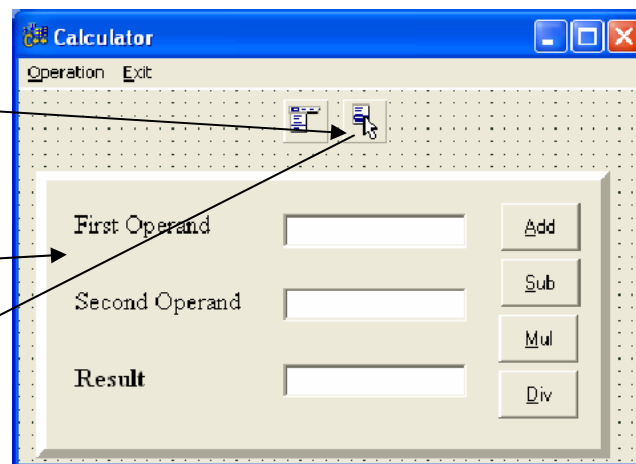 Calculator
Operation Exit
First Operand
Add
Sub
Second Operand
Mul
Result
Div